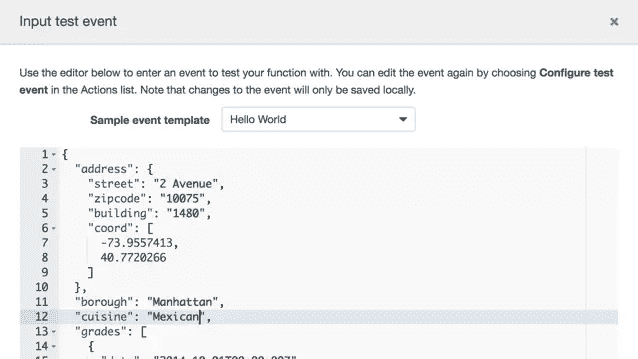 Input test event ×
Use the editor below to enter an event to test your function with. You can edit the event again by choosing Configure test
event in the Actions list. Note that changes to the event will only be saved locally.
Sample event template Hello World
1 {
2 "address": {
3 "street": "2 Avenue",
4 "zipcode": "10075",
5 "building": "1480",
6 "coord": [
7 -73.9557413,
8 40.7720266
9 ]
10 },
11 "borough": "Manhattan",
12 "cuisine": "Mexican",
13 "grades": [
14 {